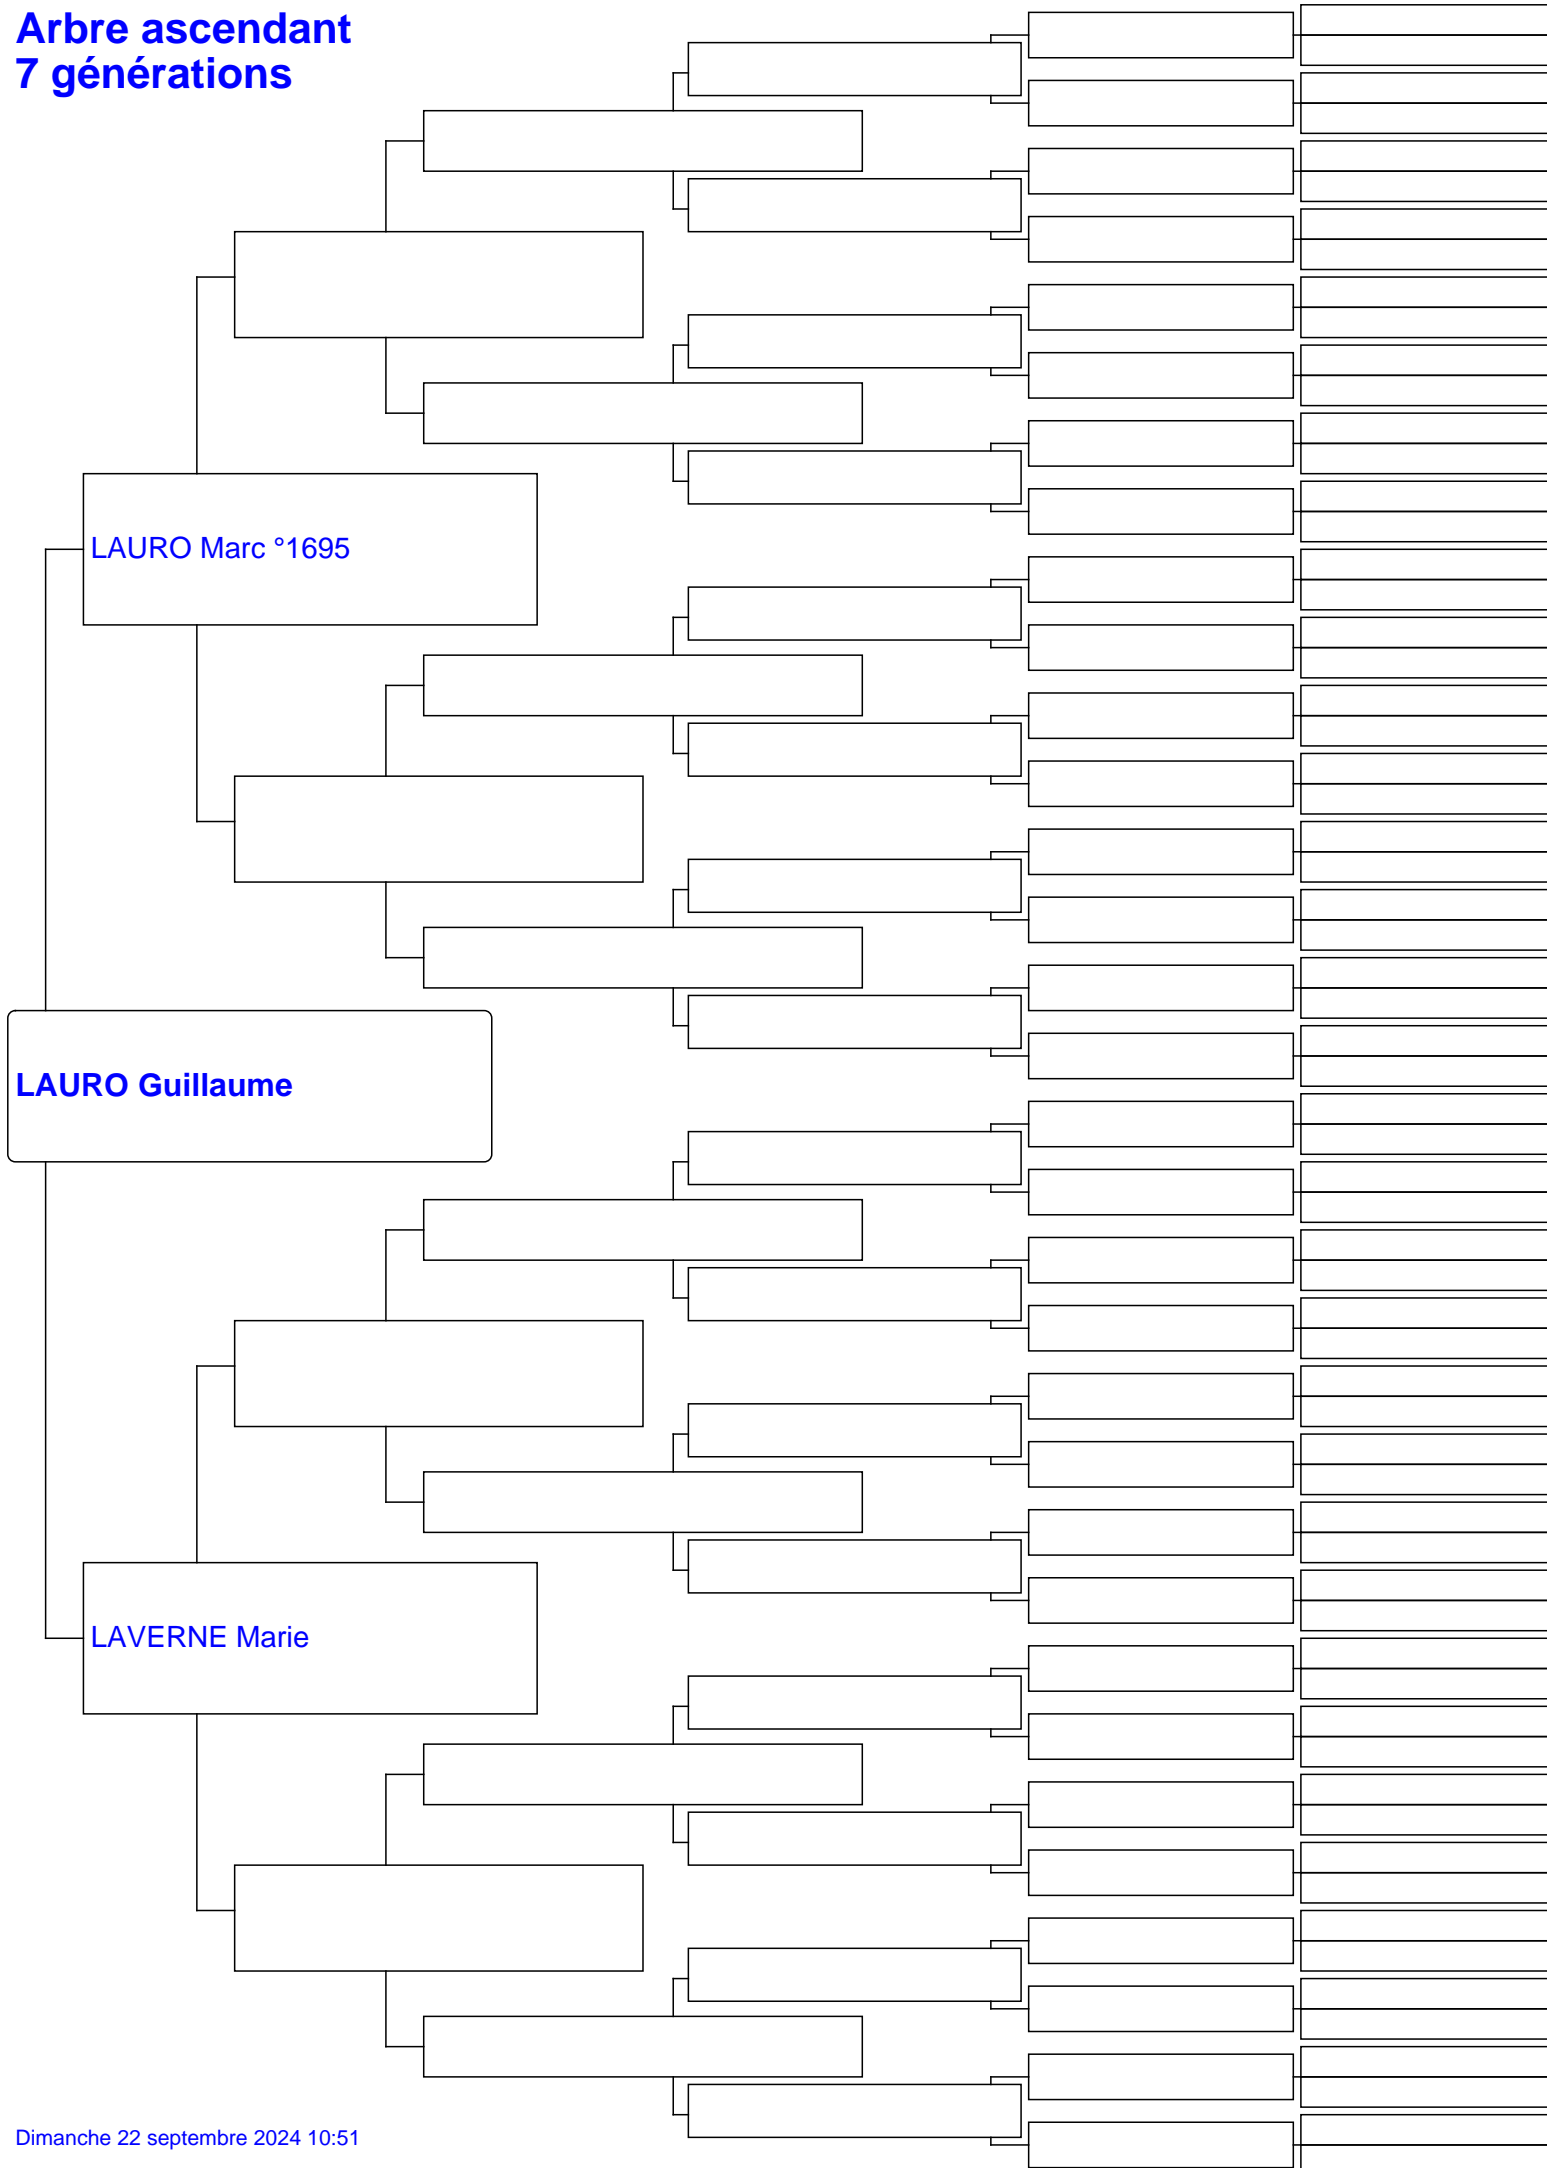 Arbre ascendant
7 générations
LAURO Marc °1695
LAURO Guillaume
LAVERNE Marie
Dimanche 22 septembre 2024 10:51